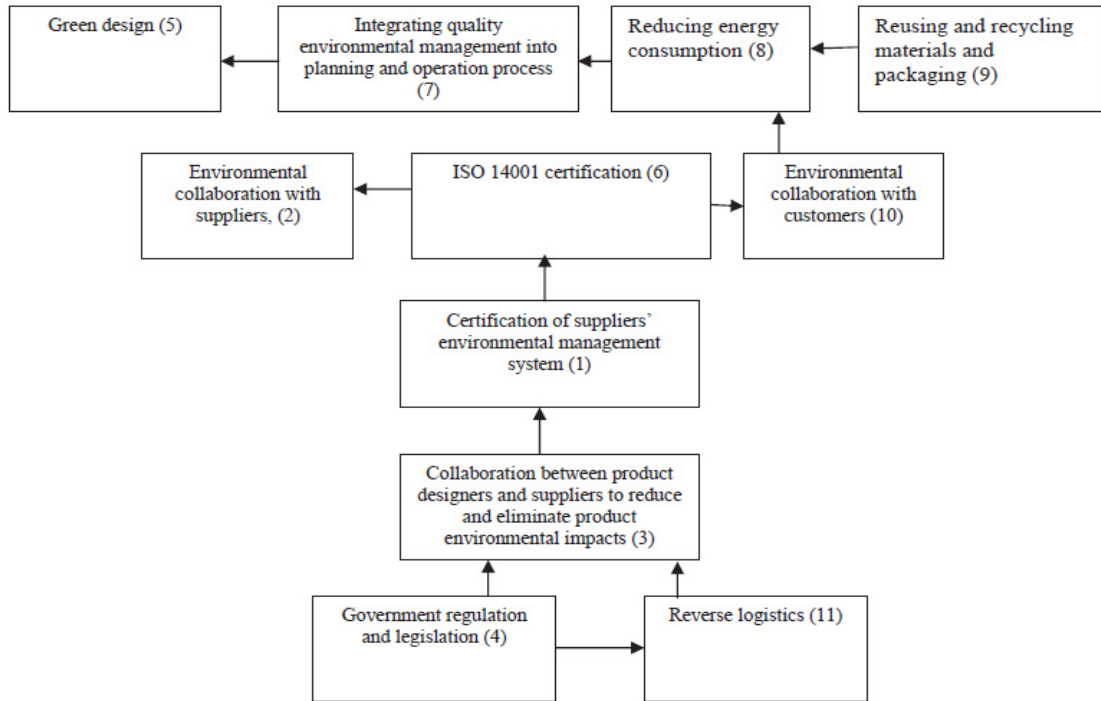 Green design (5)
Integrating quality
environmental management into
planning and operation process
(7)
Reducing energy
consumption (8)
Reusing and recycling
materials and
packaging (9)
Environmental
collaboration with
suppliers, (2)
ISO 14001 certification (6)
Environmental
collaboration with
customers (10)
Certification of suppliers’
environmental management
system (1)
Collaboration between product
designers and suppliers to reduce
and eliminate product
environmental impacts (3)
Government regulation
and legislation (4)
Reverse logistics (11)